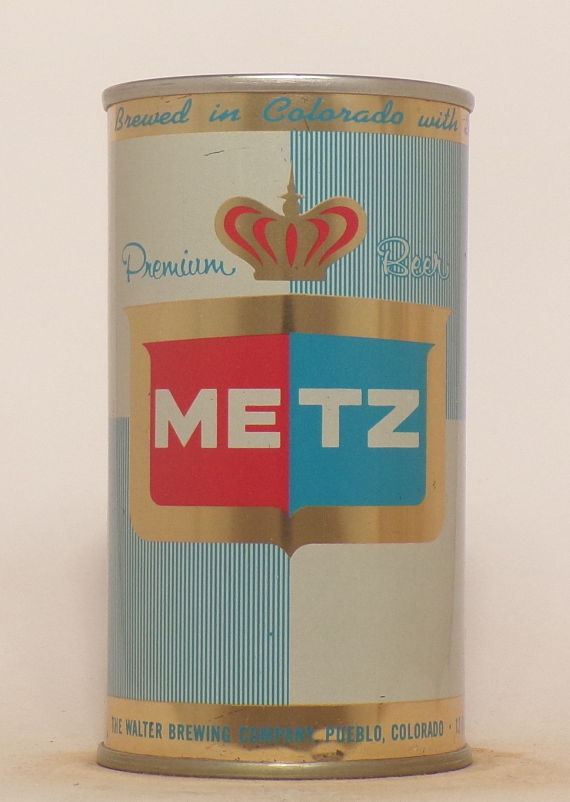 Brewed in Colorado with
Premium Beer
METZ
THE WALTER BREWING COMPANY, PUEBLO, COLORADO